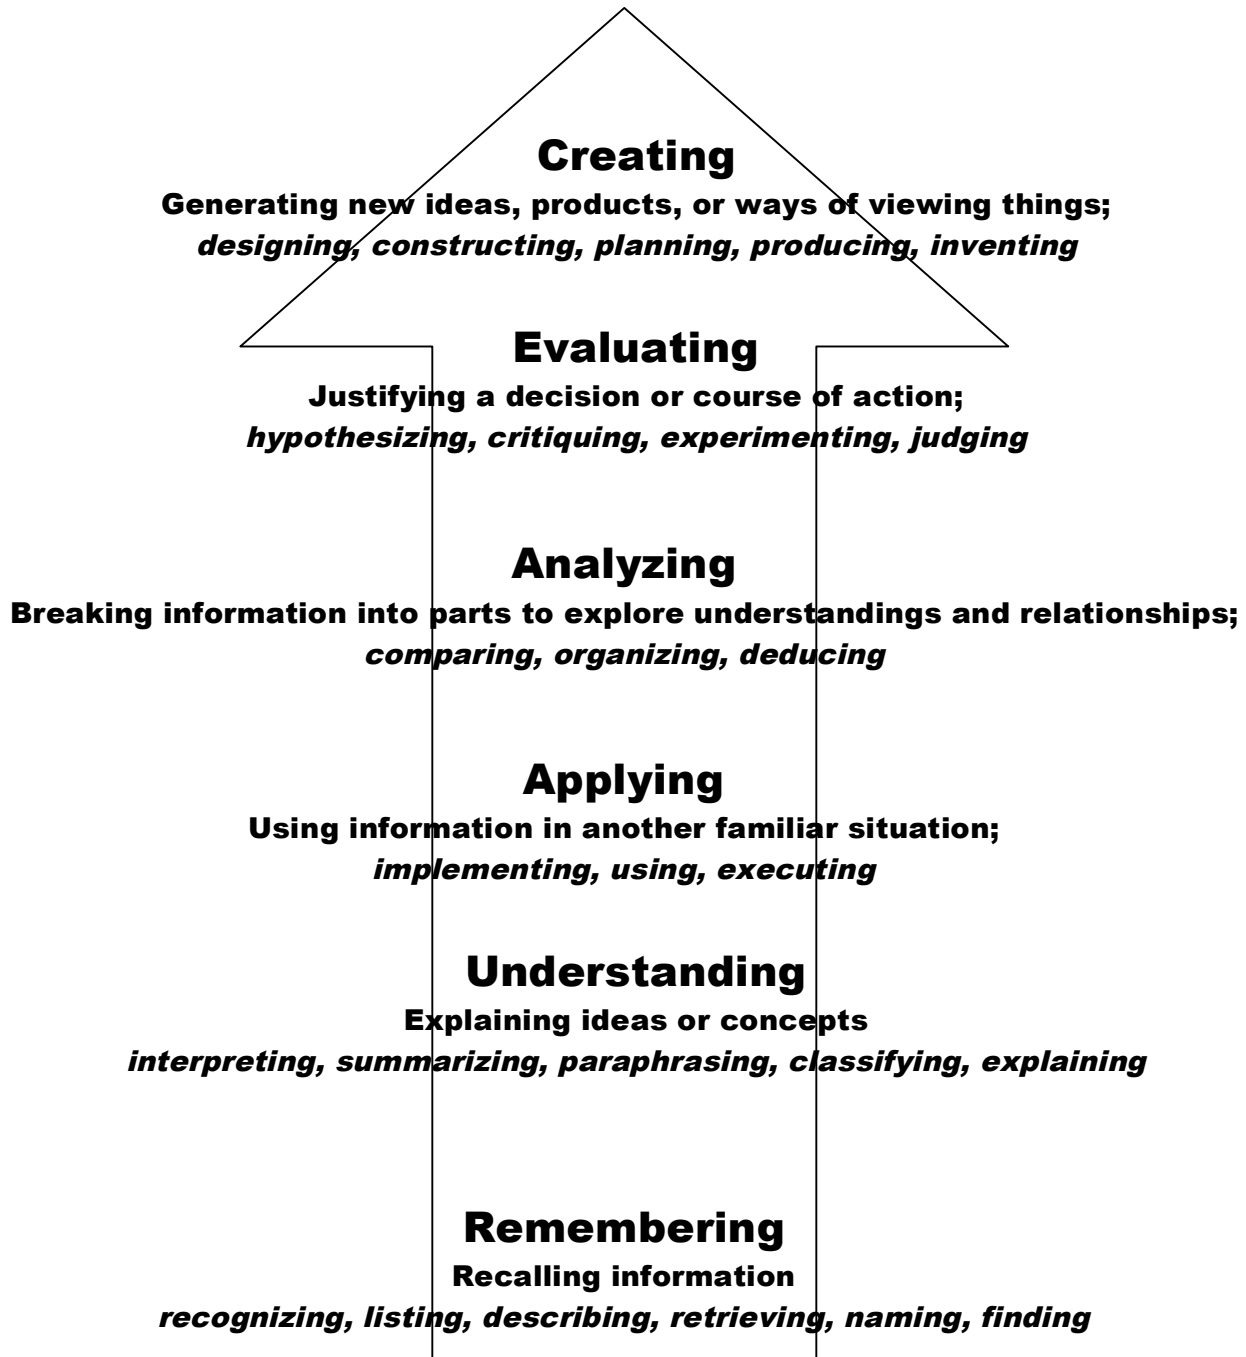 Creating
Generating new ideas, products, or ways of viewing things;
designing, constructing, planning, producing, inventing
Evaluating
Justifying a decision or course of action;
hypothesizing, critiquing, experimenting, judging
Analyzing
Breaking information into parts to explore understandings and relationships;
comparing, organizing, deducing
Applying
Using information in another familiar situation;
implementing, using, executing
Understanding
Explaining ideas or concepts
interpreting, summarizing, paraphrasing, classifying, explaining
Remembering
Recalling information
recognizing, listing, describing, retrieving, naming, finding